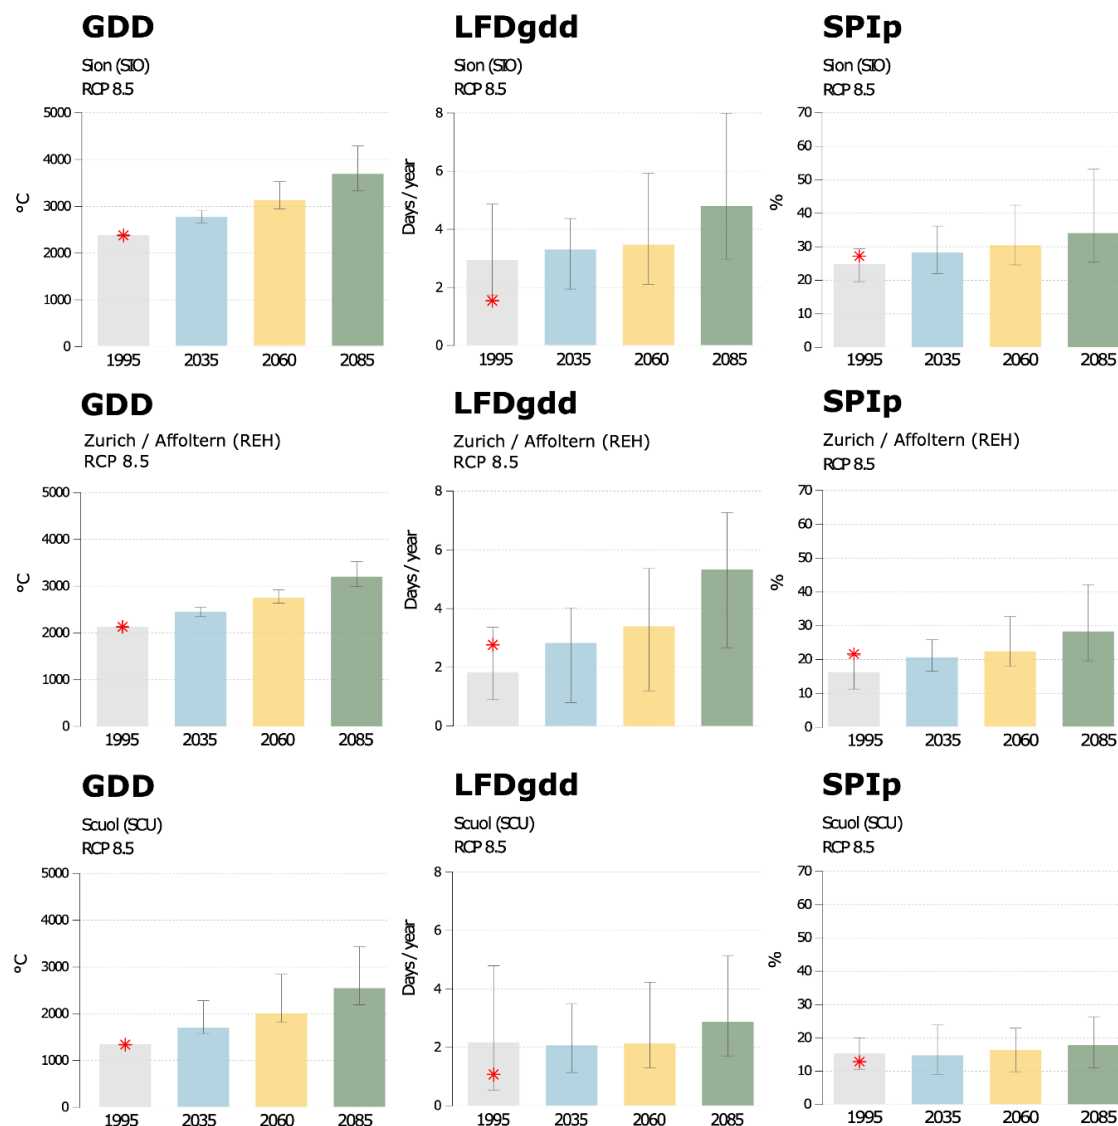 GDD
Sion (SIO)
RCP 8.5
5000
4000
3000
2000
1000
0
°C
1995 2035 2060 2085
LFDgdd
Sion (SIO)
RCP 8.5
8
6
4
2
0
Days / year
1995 2035 2060 2085
SPIp
Sion (SIO)
RCP 8.5
70
60
50
40
30
20
10
0
%
1995 2035 2060 2085
GDD
Zurich / Affoltern (REH)
RCP 8.5
5000
4000
3000
2000
1000
0
°C
1995 2035 2060 2085
LFDgdd
Zurich / Affoltern (REH)
RCP 8.5
8
6
4
2
0
Days / year
1995 2035 2060 2085
SPIp
Zurich / Affoltern (REH)
RCP 8.5
70
60
50
40
30
20
10
0
%
1995 2035 2060 2085
GDD
Scuol (SCU)
RCP 8.5
5000
4000
3000
2000
1000
0
°C
1995 2035 2060 2085
LFDgdd
Scuol (SCU)
RCP 8.5
8
6
4
2
0
Days / year
1995 2035 2060 2085
SPIp
Scuol (SCU)
RCP 8.5
70
60
50
40
30
20
10
0
%
1995 2035 2060 2085